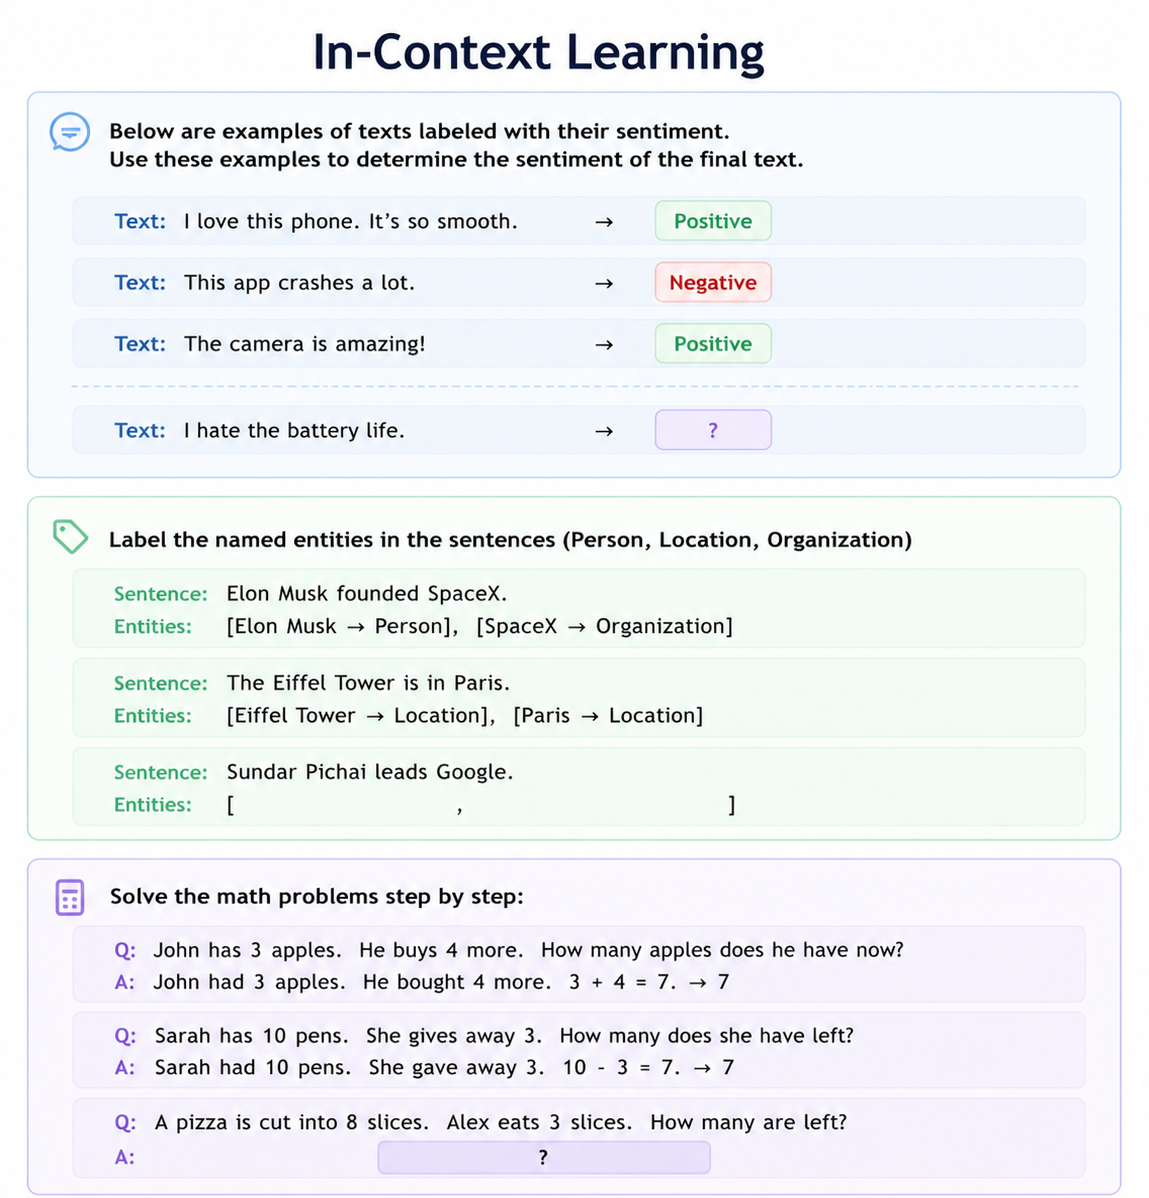 In-Context Learning
Below are examples of texts labeled with their sentiment.
Use these examples to determine the sentiment of the final text.
Text: I love this phone. It's so smooth. → Positive
Text: This app crashes a lot. → Negative
Text: The camera is amazing! → Positive
Text: I hate the battery life. → ?
Label the named entities in the sentences (Person, Location, Organization)
Sentence: Elon Musk founded SpaceX.
Entities: [Elon Musk → Person], [SpaceX → Organization]
Sentence: The Eiffel Tower is in Paris.
Entities: [Eiffel Tower → Location], [Paris → Location]
Sentence: Sundar Pichai leads Google.
Entities: [ , ]
Solve the math problems step by step:
Q: John has 3 apples. He buys 4 more. How many apples does he have now?
A: John had 3 apples. He bought 4 more. 3 + 4 = 7. → 7
Q: Sarah has 10 pens. She gives away 3. How many does she have left?
A: Sarah had 10 pens. She gave away 3. 10 - 3 = 7. → 7
Q: A pizza is cut into 8 slices. Alex eats 3 slices. How many are left?
A: ?